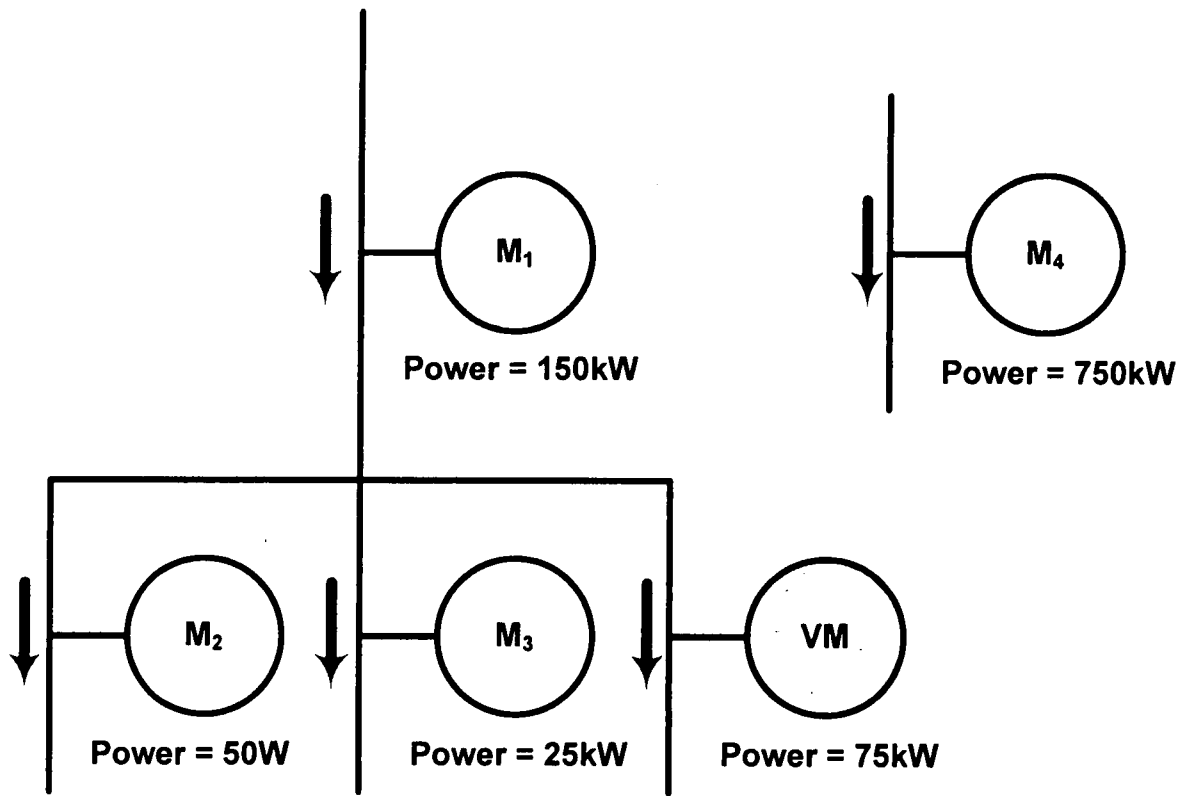 M₁
Power = 150kW
M₄
Power = 750kW
M₂
Power = 50W
M₃
Power = 25kW
VM
Power = 75kW